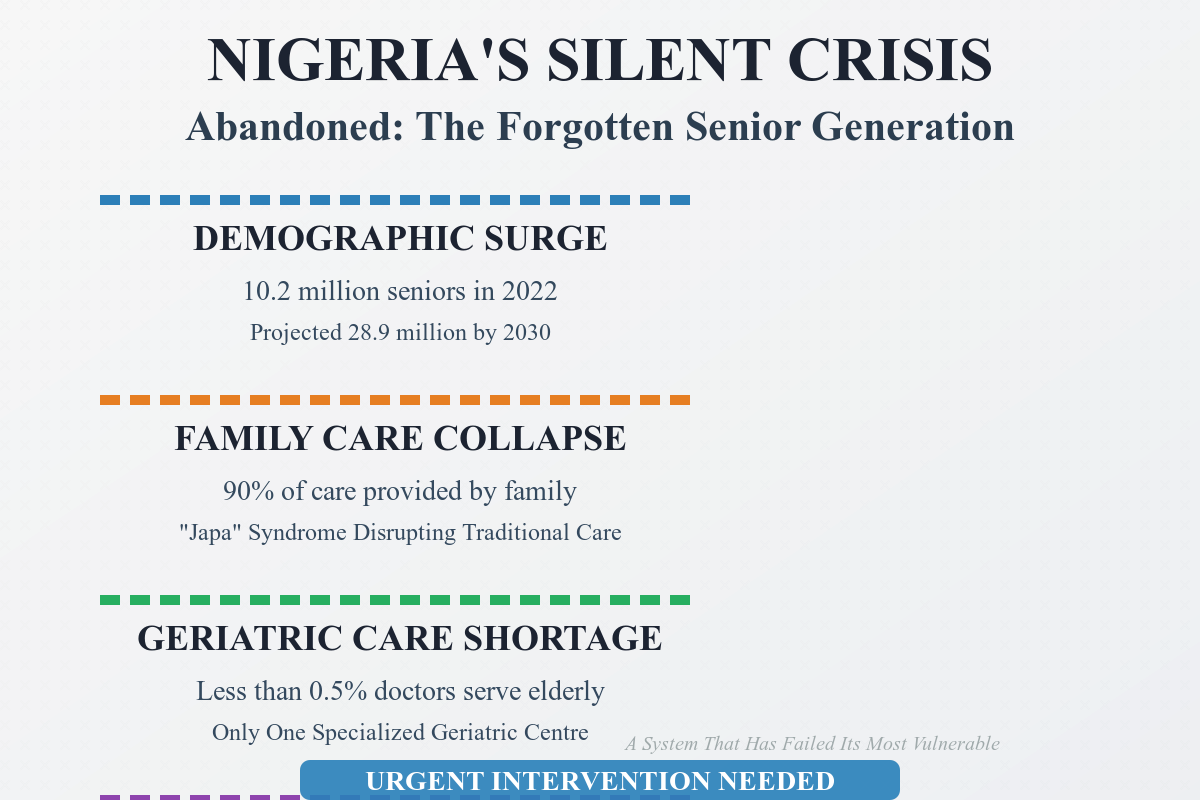 NIGERIA'S SILENT CRISIS
Abandoned: The Forgotten Senior Generation
DEMOGRAPHIC SURGE
10.2 million seniors in 2022
Projected 28.9 million by 2030
FAMILY CARE COLLAPSE
90% of care provided by family
"Japa" Syndrome Disrupting Traditional Care
GERIATRIC CARE SHORTAGE
Less than 0.5% doctors serve elderly
Only One Specialized Geriatric Centre
A System That Has Failed Its Most Vulnerable
URGENT INTERVENTION NEEDED